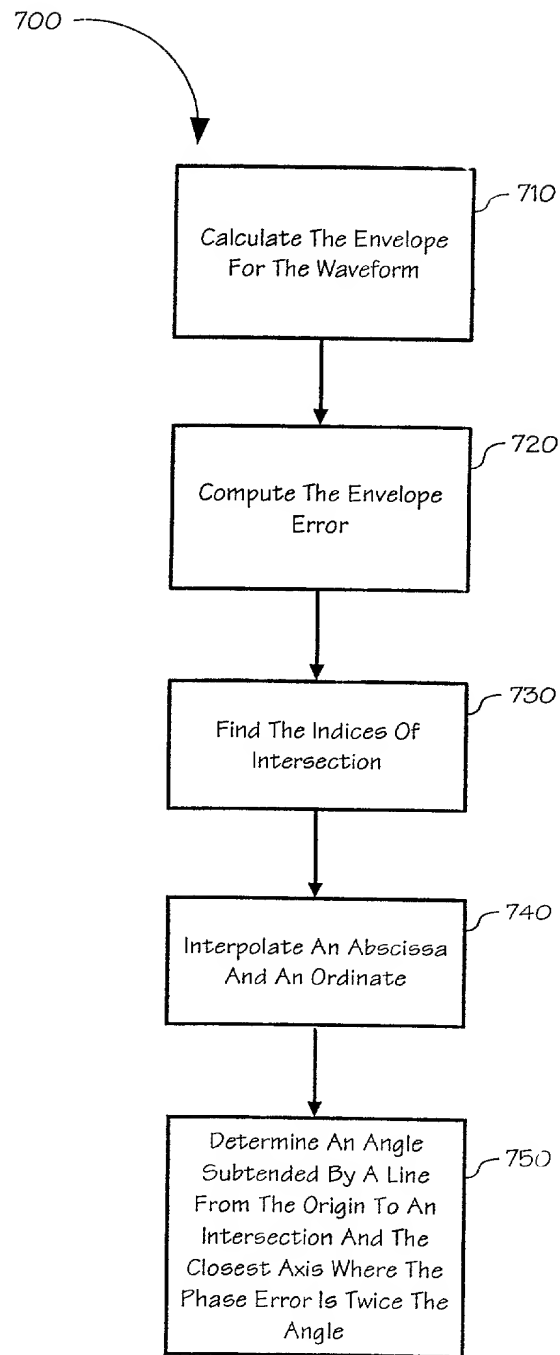 700
710
Calculate The Envelope
For The Waveform
720
Compute The Envelope
Error
730
Find The Indices Of
Intersection
740
Interpolate An Abscissa
And An Ordinate
750
Determine An Angle
Subtended By A Line
From The Origin To An
Intersection And The
Closest Axis Where The
Phase Error Is Twice The
Angle